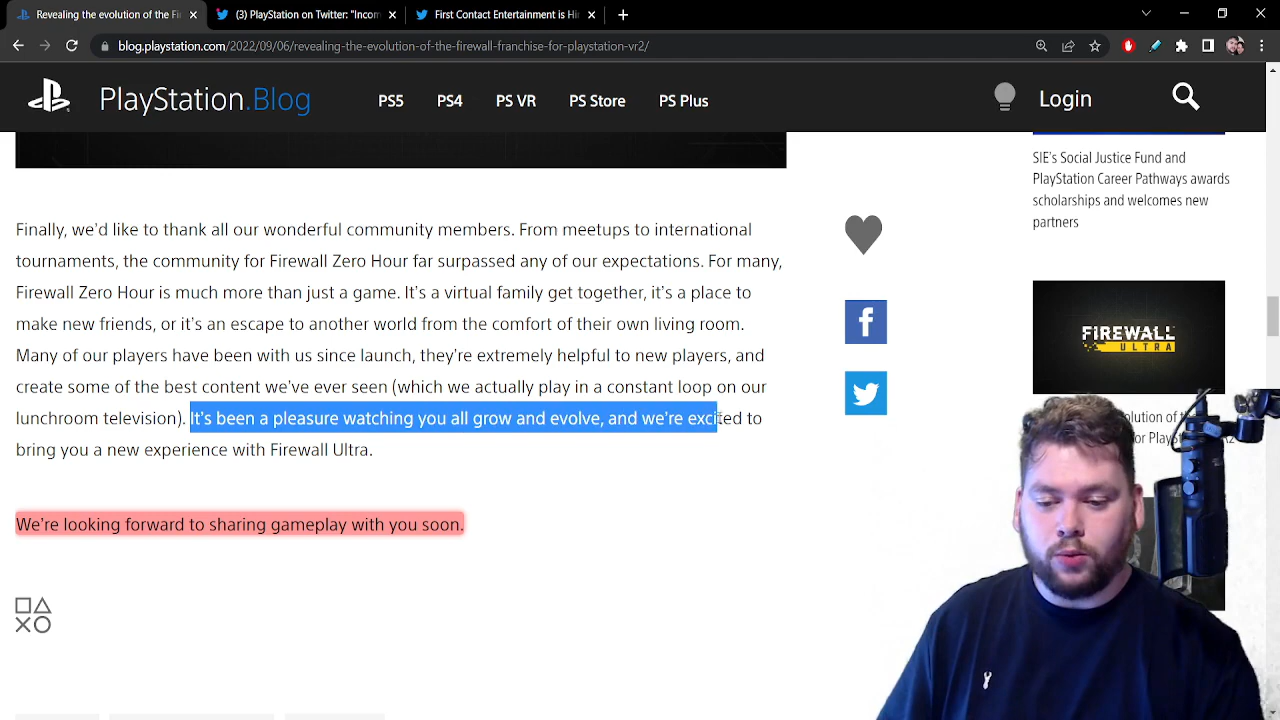 Revealing the evolution of the Fi
(3) PlayStation on Twitter: "Incom
First Contact Entertainment is Hi
blog.playstation.com/2022/09/06/revealing-the-evolution-of-the-firewall-franchise-for-playstation-vr2/
PlayStation.Blog
PS5
PS4
PS VR
PS Store
PS Plus
Login
SIE's Social Justice Fund and
PlayStation Career Pathways awards
scholarships and welcomes new
partners
Finally, we'd like to thank all our wonderful community members. From meetups to international
tournaments, the community for Firewall Zero Hour far surpassed any of our expectations. For many,
Firewall Zero Hour is much more than just a game. It's a virtual family get together, it's a place to
make new friends, or it's an escape to another world from the comfort of their own living room.
Many of our players have been with us since launch, they're extremely helpful to new players, and
create some of the best content we've ever seen (which we actually play in a constant loop on our
lunchroom television). It's been a pleasure watching you all grow and evolve, and we're excited to
bring you a new experience with Firewall Ultra.
We're looking forward to sharing gameplay with you soon.
FIREWALL
ULTRA
olution of th
or Play